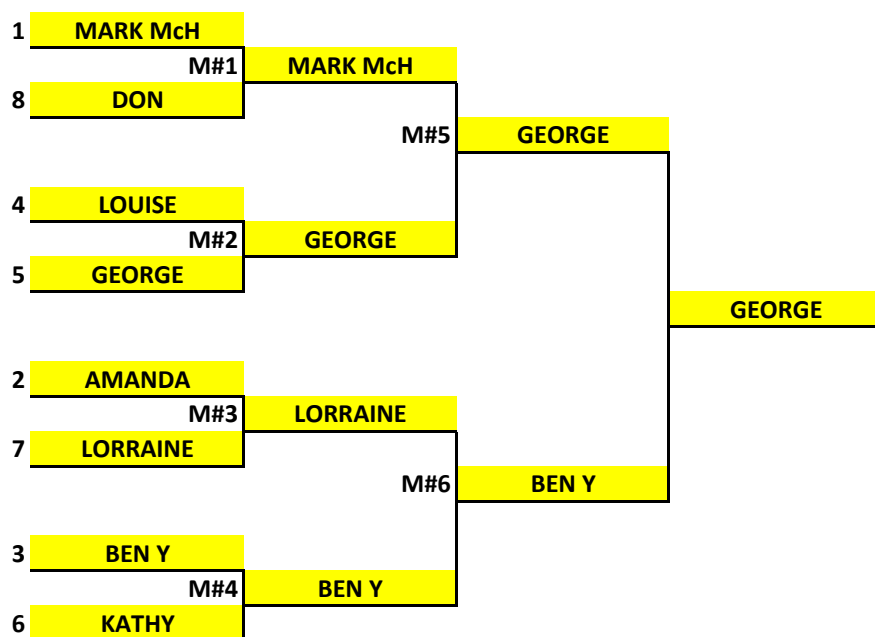 1 MARK McH
M#1 MARK McH
8 DON
M#5 GEORGE
4 LOUISE
M#2 GEORGE
5 GEORGE
GEORGE
2 AMANDA
M#3 LORRAINE
7 LORRAINE
M#6 BEN Y
3 BEN Y
M#4 BEN Y
6 KATHY